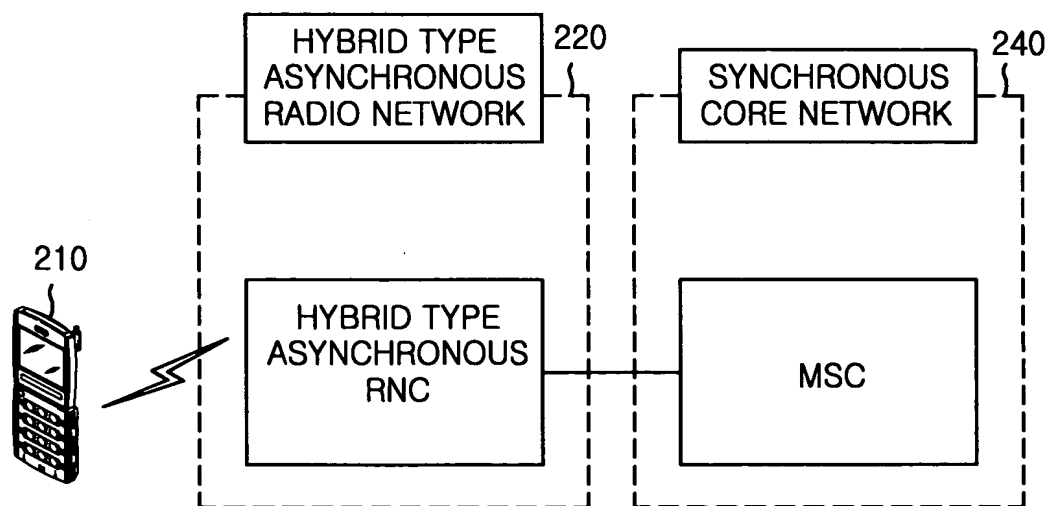 HYBRID TYPE
ASYNCHRONOUS
RADIO NETWORK
220
SYNCHRONOUS
CORE NETWORK
240
210
HYBRID TYPE
ASYNCHRONOUS
RNC
MSC